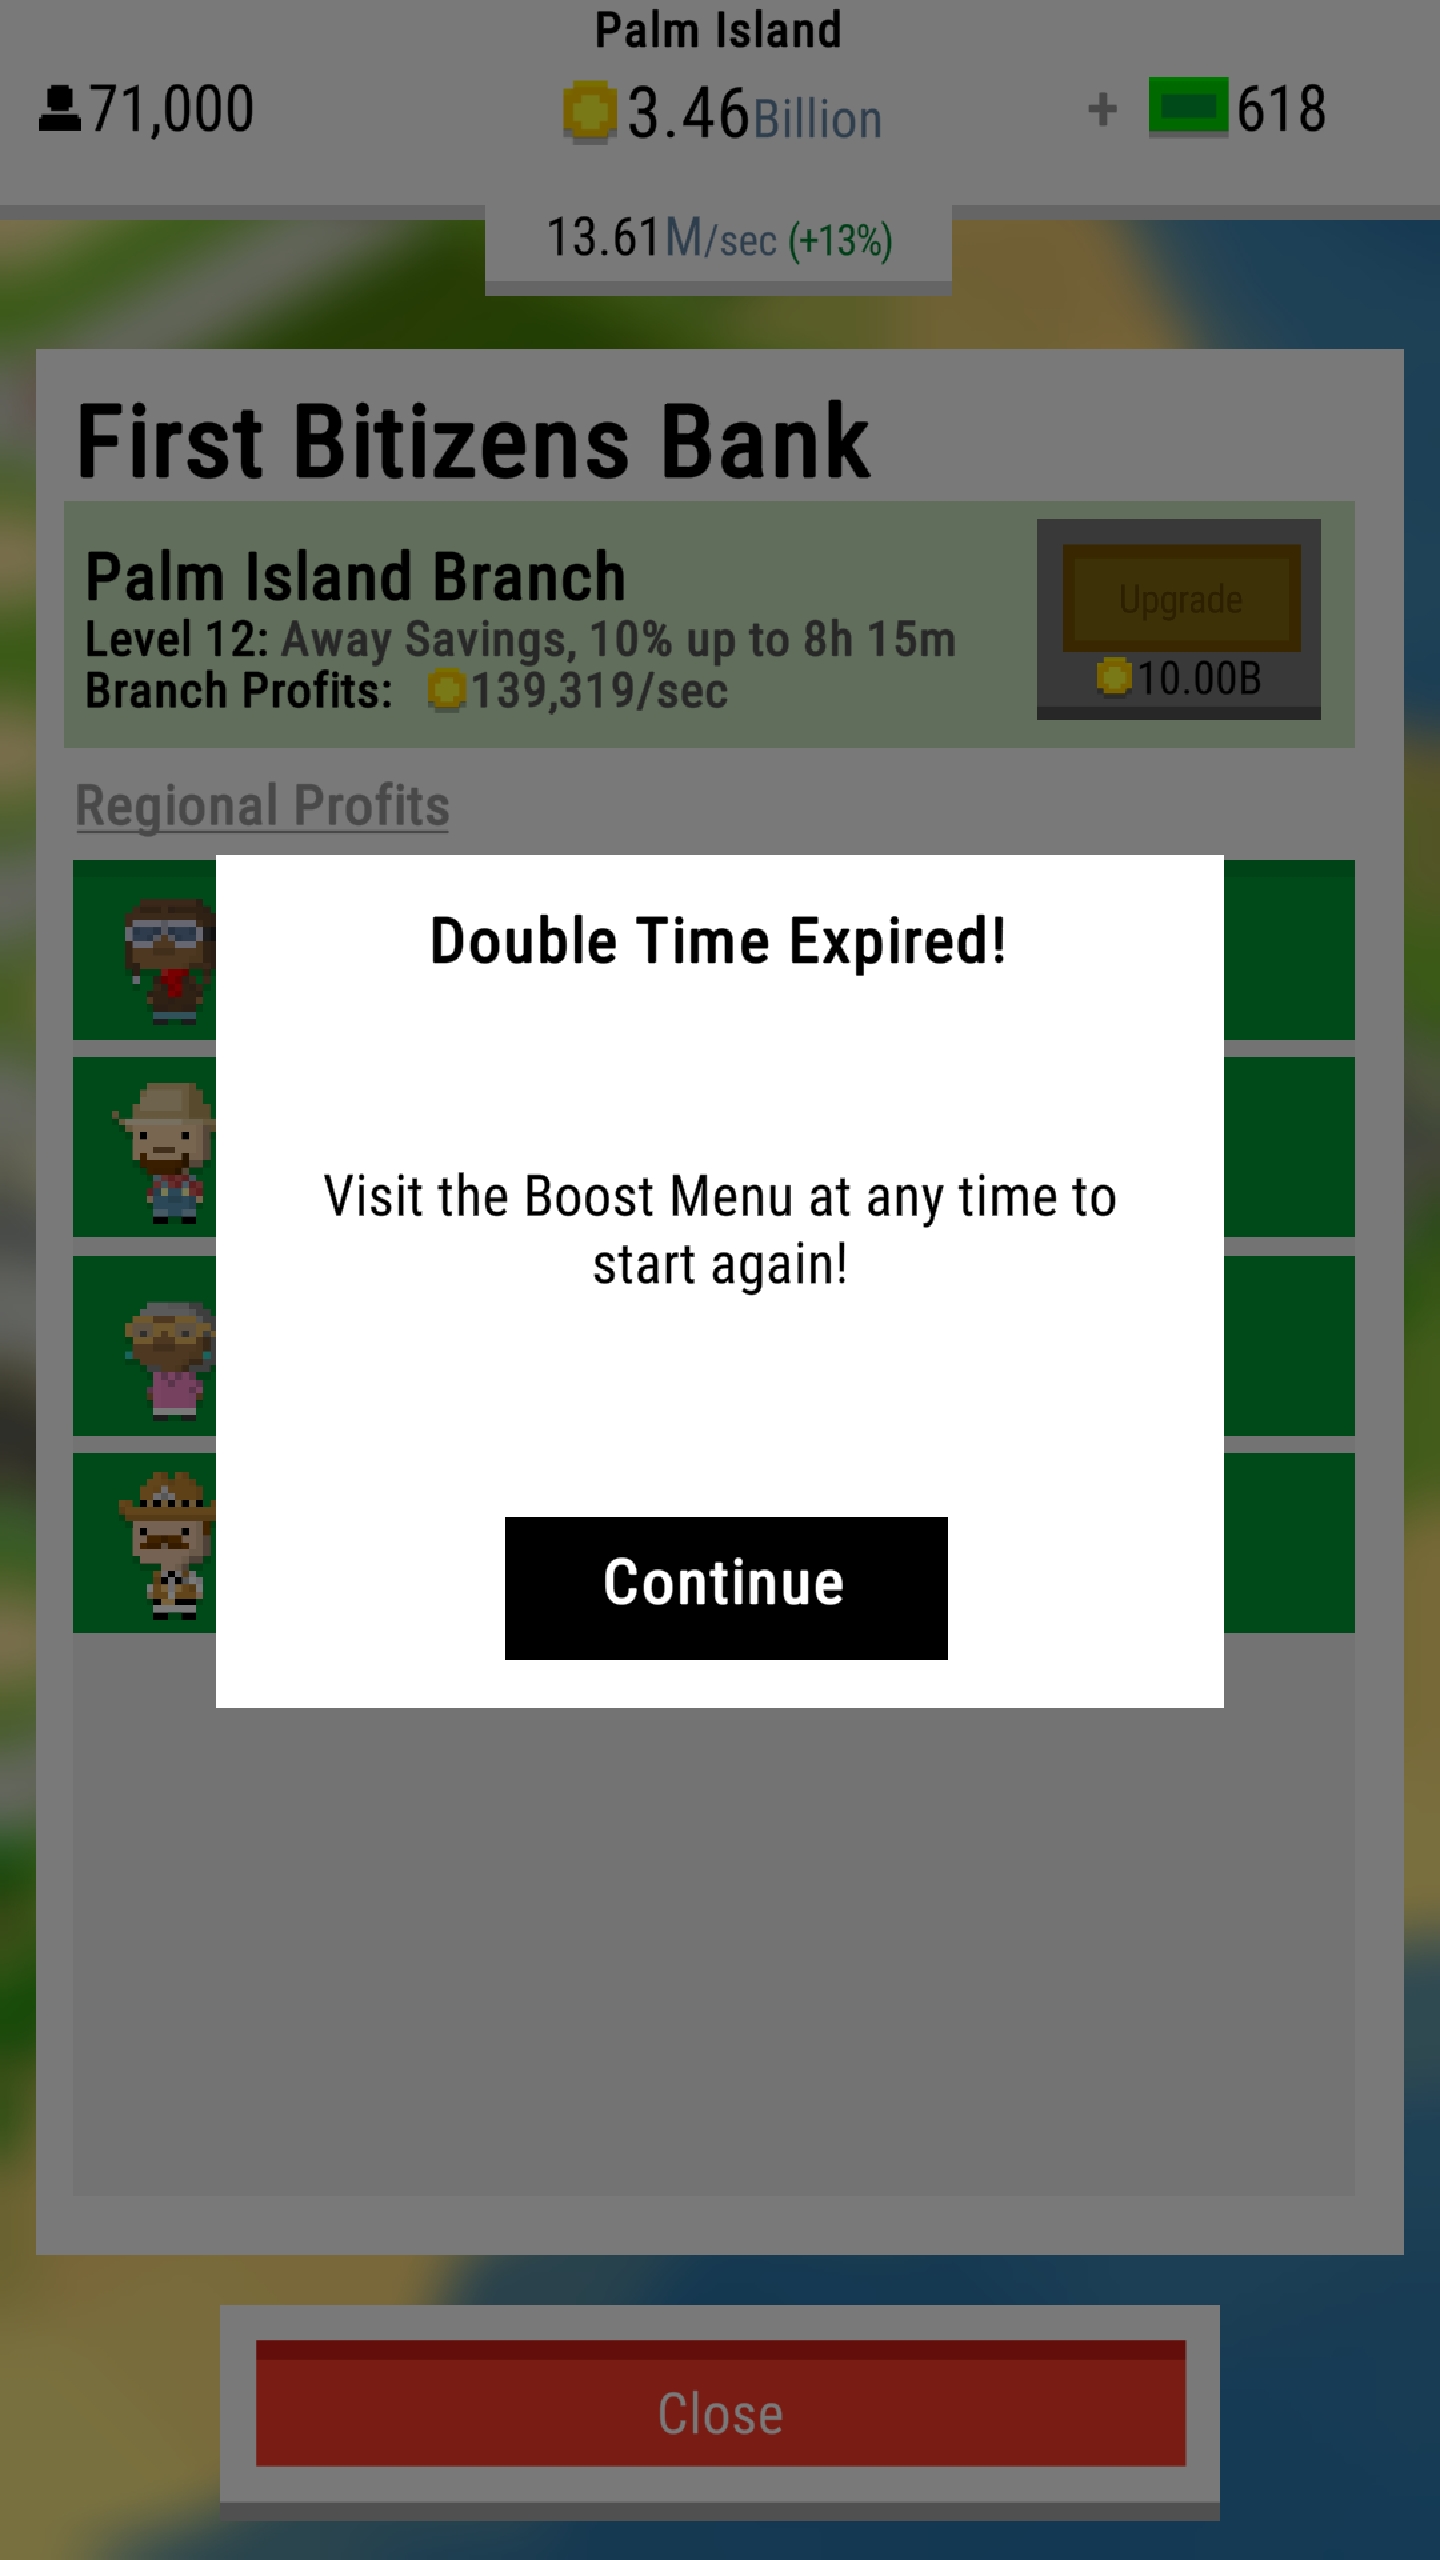 Palm Island
71,000
3.46Billion
+ 618
13.61M/sec (+13%)
First Bitizens Bank
Palm Island Branch
Level 12: Away Savings, 10% up to 8h 15m
Branch Profits: 139,319/sec
Upgrade
10.00B
Regional Profits
Double Time Expired!
Visit the Boost Menu at any time to
start again!
Continue
Close